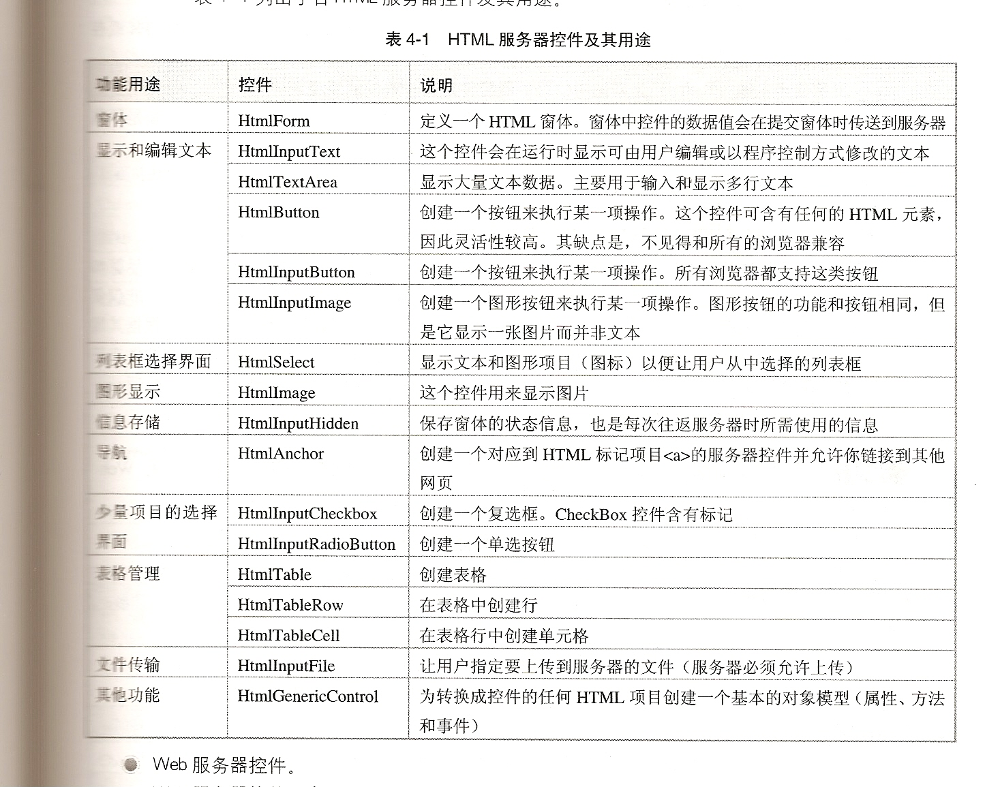 表 4-1 列出了各 HTML 服务器控件及其用途。
表 4-1 HTML 服务器控件及其用途
功能用途 控件 说明
窗体 HtmlForm 定义一个 HTML 窗体。窗体中控件的数据值会在提交窗体时传送到服务器
显示和编辑文本 HtmlInputText 这个控件会在运行时显示可由用户编辑或以程序控制方式修改的文本
HtmlTextArea 显示大量文本数据。主要用于输入和显示多行文本
HtmlButton 创建一个按钮来执行某一项操作。这个控件可含有任何的 HTML 元素，
因此灵活性较高。其缺点是，不见得和所有的浏览器兼容
HtmlInputButton 创建一个按钮来执行某一项操作。所有浏览器都支持这类按钮
HtmlInputImage 创建一个图形按钮来执行某一项操作。图形按钮的功能和按钮相同，但
是它显示一张图片而并非文本
列表框选择界面 HtmlSelect 显示文本和图形项目（图标）以便让用户从中选择的列表框
图形显示 HtmlImage 这个控件用来显示图片
信息存储 HtmlInputHidden 保存窗体的状态信息，也是每次往返服务器时所需使用的信息
导航 HtmlAnchor 创建一个对应到 HTML 标记项目<a>的服务器控件并允许你链接到其他
网页
少量项目的选择 HtmlInputCheckbox 创建一个复选框。CheckBox 控件含有标记
界面 HtmlInputRadioButton 创建一个单选按钮
表格管理 HtmlTable 创建表格
HtmlTableRow 在表格中创建行
HtmlTableCell 在表格行中创建单元格
文件传输 HtmlInputFile 让用户指定要上传到服务器的文件（服务器必须允许上传）
其他功能 HtmlGenericControl 为转换成控件的任何 HTML 项目创建一个基本的对象模型（属性、方法
和事件）
● Web 服务器控件。